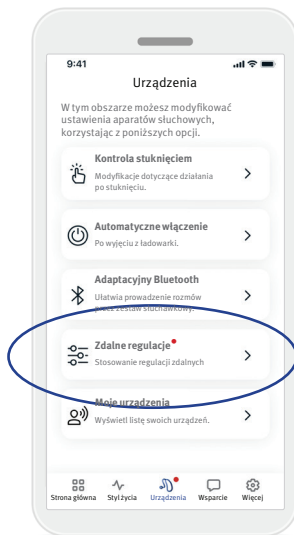 9:41
Urządzenia
W tym obszarze możesz modyfikować
ustawienia aparatów słuchowych,
korzystając z poniższych opcji.
Kontrola stuknięciem
Modyfikacje dotyczące działania
po stuknięciu.
Automatyczne włączenie
Po wyjęciu z ładowarki.
Adaptacyjny Bluetooth
Ułatwia prowadzenie rozmów
przez zestaw słuchawkowy.
Zdalne regulacje
Stosowanie regulacji zdalnych
Moje urządzenia
Wyświetl listę swoich urządzeń.
Strona główna Styl życia Urządzenia Wsparcie Więcej